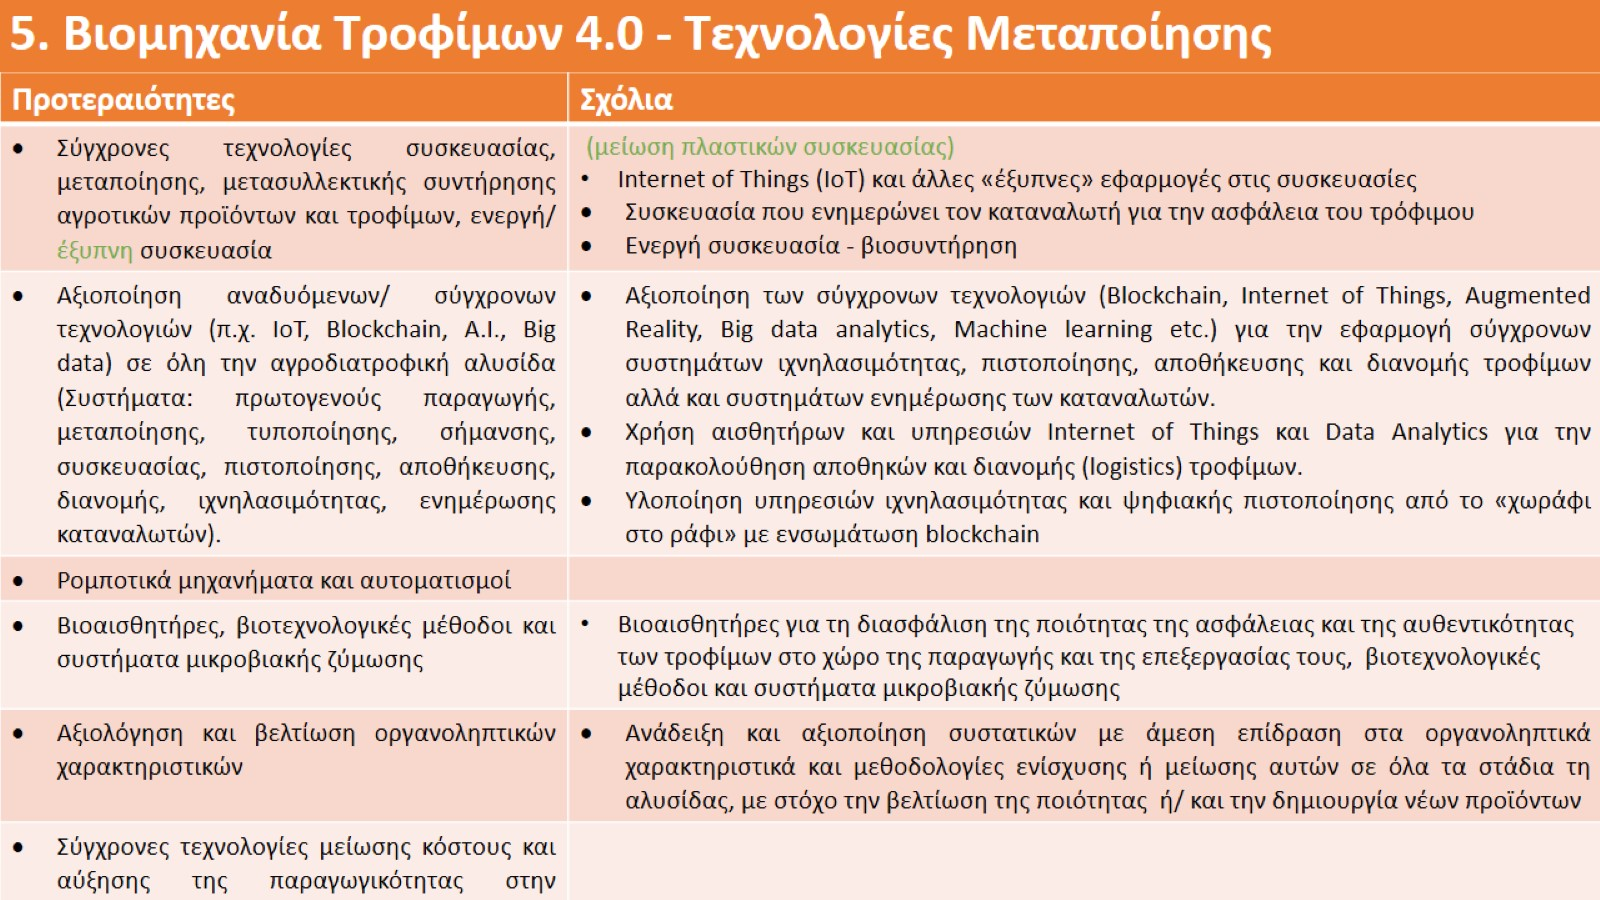 5. Βιομηχανία Τροφίμων 4.0 - Τεχνολογίες Μεταποίησης
Προτεραιότητες
Σχόλια
• Σύγχρονες τεχνολογίες συσκευασίας,
μεταποίησης, μετασυλλεκτικής συντήρησης
αγροτικών προϊόντων και τροφίμων, ενεργή/
έξυπνη συσκευασία
(μείωση πλαστικών συσκευασίας)
• Internet of Things (IoT) και άλλες «έξυπνες» εφαρμογές στις συσκευασίες
• Συσκευασία που ενημερώνει τον καταναλωτή για την ασφάλεια του τρόφιμου
• Ενεργή συσκευασία - βιοσυντήρηση
• Αξιοποίηση αναδυόμενων/ σύγχρονων
τεχνολογιών (π.χ. IoT, Blockchain, A.I., Big
data) σε όλη την αγροδιατροφική αλυσίδα
(Συστήματα: πρωτογενούς παραγωγής,
μεταποίησης, τυποποίησης, σήμανσης,
συσκευασίας, πιστοποίησης, αποθήκευσης,
διανομής, ιχνηλασιμότητας, ενημέρωσης
καταναλωτών).
• Αξιοποίηση των σύγχρονων τεχνολογιών (Blockchain, Internet of Things, Augmented
Reality, Big data analytics, Machine learning etc.) για την εφαρμογή σύγχρονων
συστημάτων ιχνηλασιμότητας, πιστοποίησης, αποθήκευσης και διανομής τροφίμων
αλλά και συστημάτων ενημέρωσης των καταναλωτών.
• Χρήση αισθητήρων και υπηρεσιών Internet of Things και Data Analytics για την
παρακολούθηση αποθηκών και διανομής (logistics) τροφίμων.
• Υλοποίηση υπηρεσιών ιχνηλασιμότητας και ψηφιακής πιστοποίησης από το «χωράφι
στο ράφι» με ενσωμάτωση blockchain
• Ρομποτικά μηχανήματα και αυτοματισμοί
• Βιοαισθητήρες, βιοτεχνολογικές μέθοδοι και
συστήματα μικροβιακής ζύμωσης
• Βιοαισθητήρες για τη διασφάλιση της ποιότητας της ασφάλειας και της αυθεντικότητας
των τροφίμων στο χώρο της παραγωγής και της επεξεργασίας τους, βιοτεχνολογικές
μέθοδοι και συστήματα μικροβιακής ζύμωσης
• Αξιολόγηση και βελτίωση οργανοληπτικών
χαρακτηριστικών
• Ανάδειξη και αξιοποίηση συστατικών με άμεση επίδραση στα οργανοληπτικά
χαρακτηριστικά και μεθοδολογίες ενίσχυσης ή μείωσης αυτών σε όλα τα στάδια τη
αλυσίδας, με στόχο την βελτίωση της ποιότητας ή/ και την δημιουργία νέων προϊόντων
• Σύγχρονες τεχνολογίες μείωσης κόστους και
αύξησης της παραγωγικότητας στην